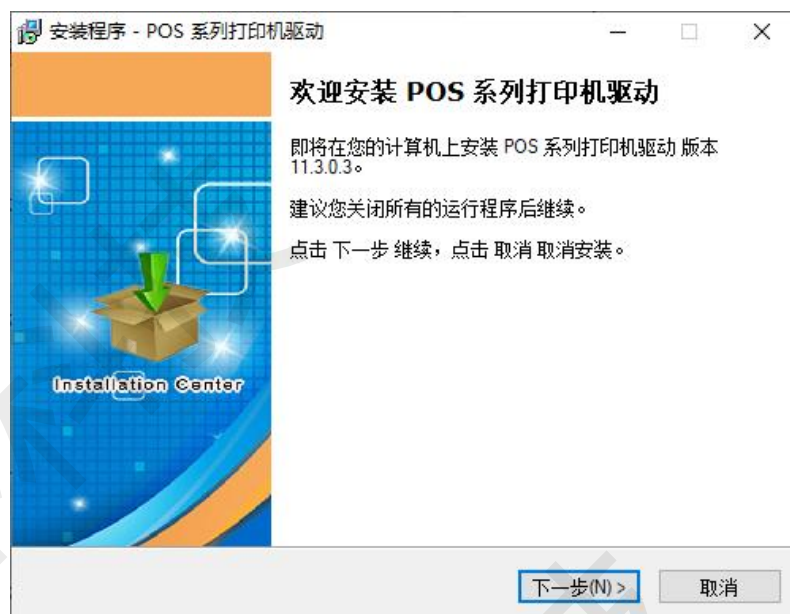 安装程序 - POS 系列打印机驱动
欢迎安装 POS 系列打印机驱动
即将在您的计算机上安装 POS 系列打印机驱动 版本
11.3.0.3。
建议您关闭所有的运行程序后继续。
点击 下一步 继续，点击 取消 取消安装。
Installation Center
下一步(N) >
取消